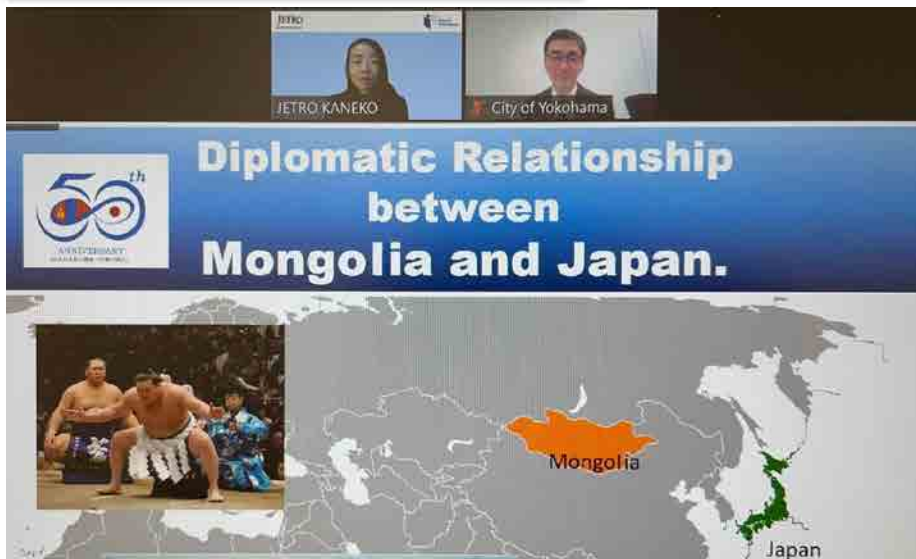 JETRO
JETRO KANEKO
City of Yokohama
50th
ANNIVERSARY
Diplomatic Relationship
between
Mongolia and Japan.
Mongolia
Japan